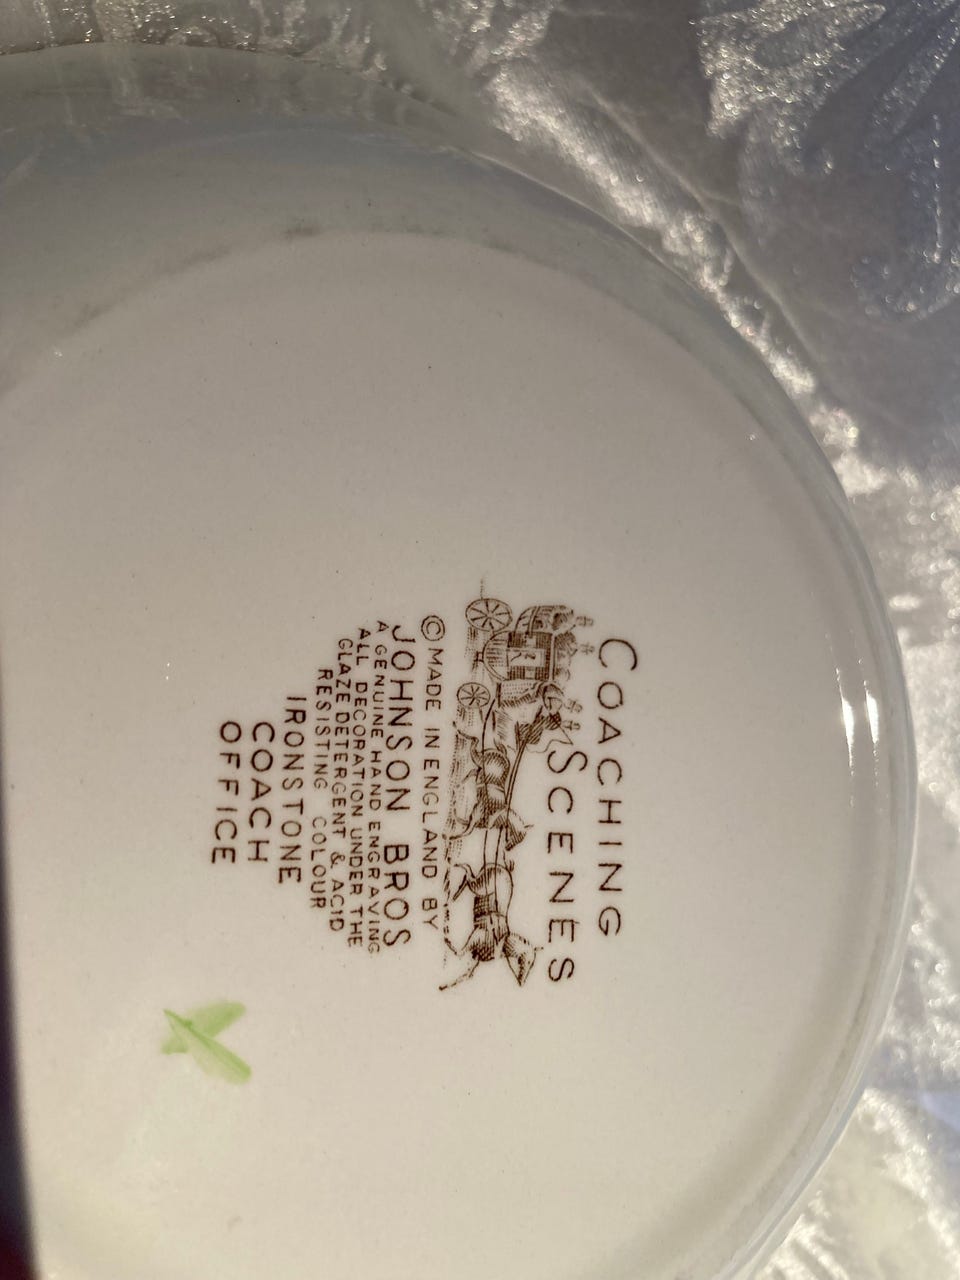 COACHING
SCENES
© MADE IN ENGLAND BY
JOHNSON BROS
A GENUINE HAND ENGRAVING
ALL DECORATION UNDER THE
GLAZE DETERGENT & ACID
RESISTING COLOUR
IRONSTONE
COACH
OFFICE